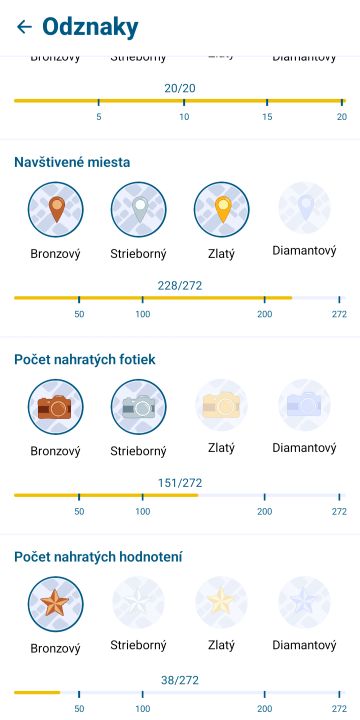 Odznaky
Bronzový Strieborný Zlatý Diamantový
20/20
5 10 15 20
Navštívené miesta
Bronzový Strieborný Zlatý Diamantový
228/272
50 100 200 272
Počet nahratých fotiek
Bronzový Strieborný Zlatý Diamantový
151/272
50 100 200 272
Počet nahratých hodnotení
Bronzový Strieborný Zlatý Diamantový
38/272
50 100 200 272